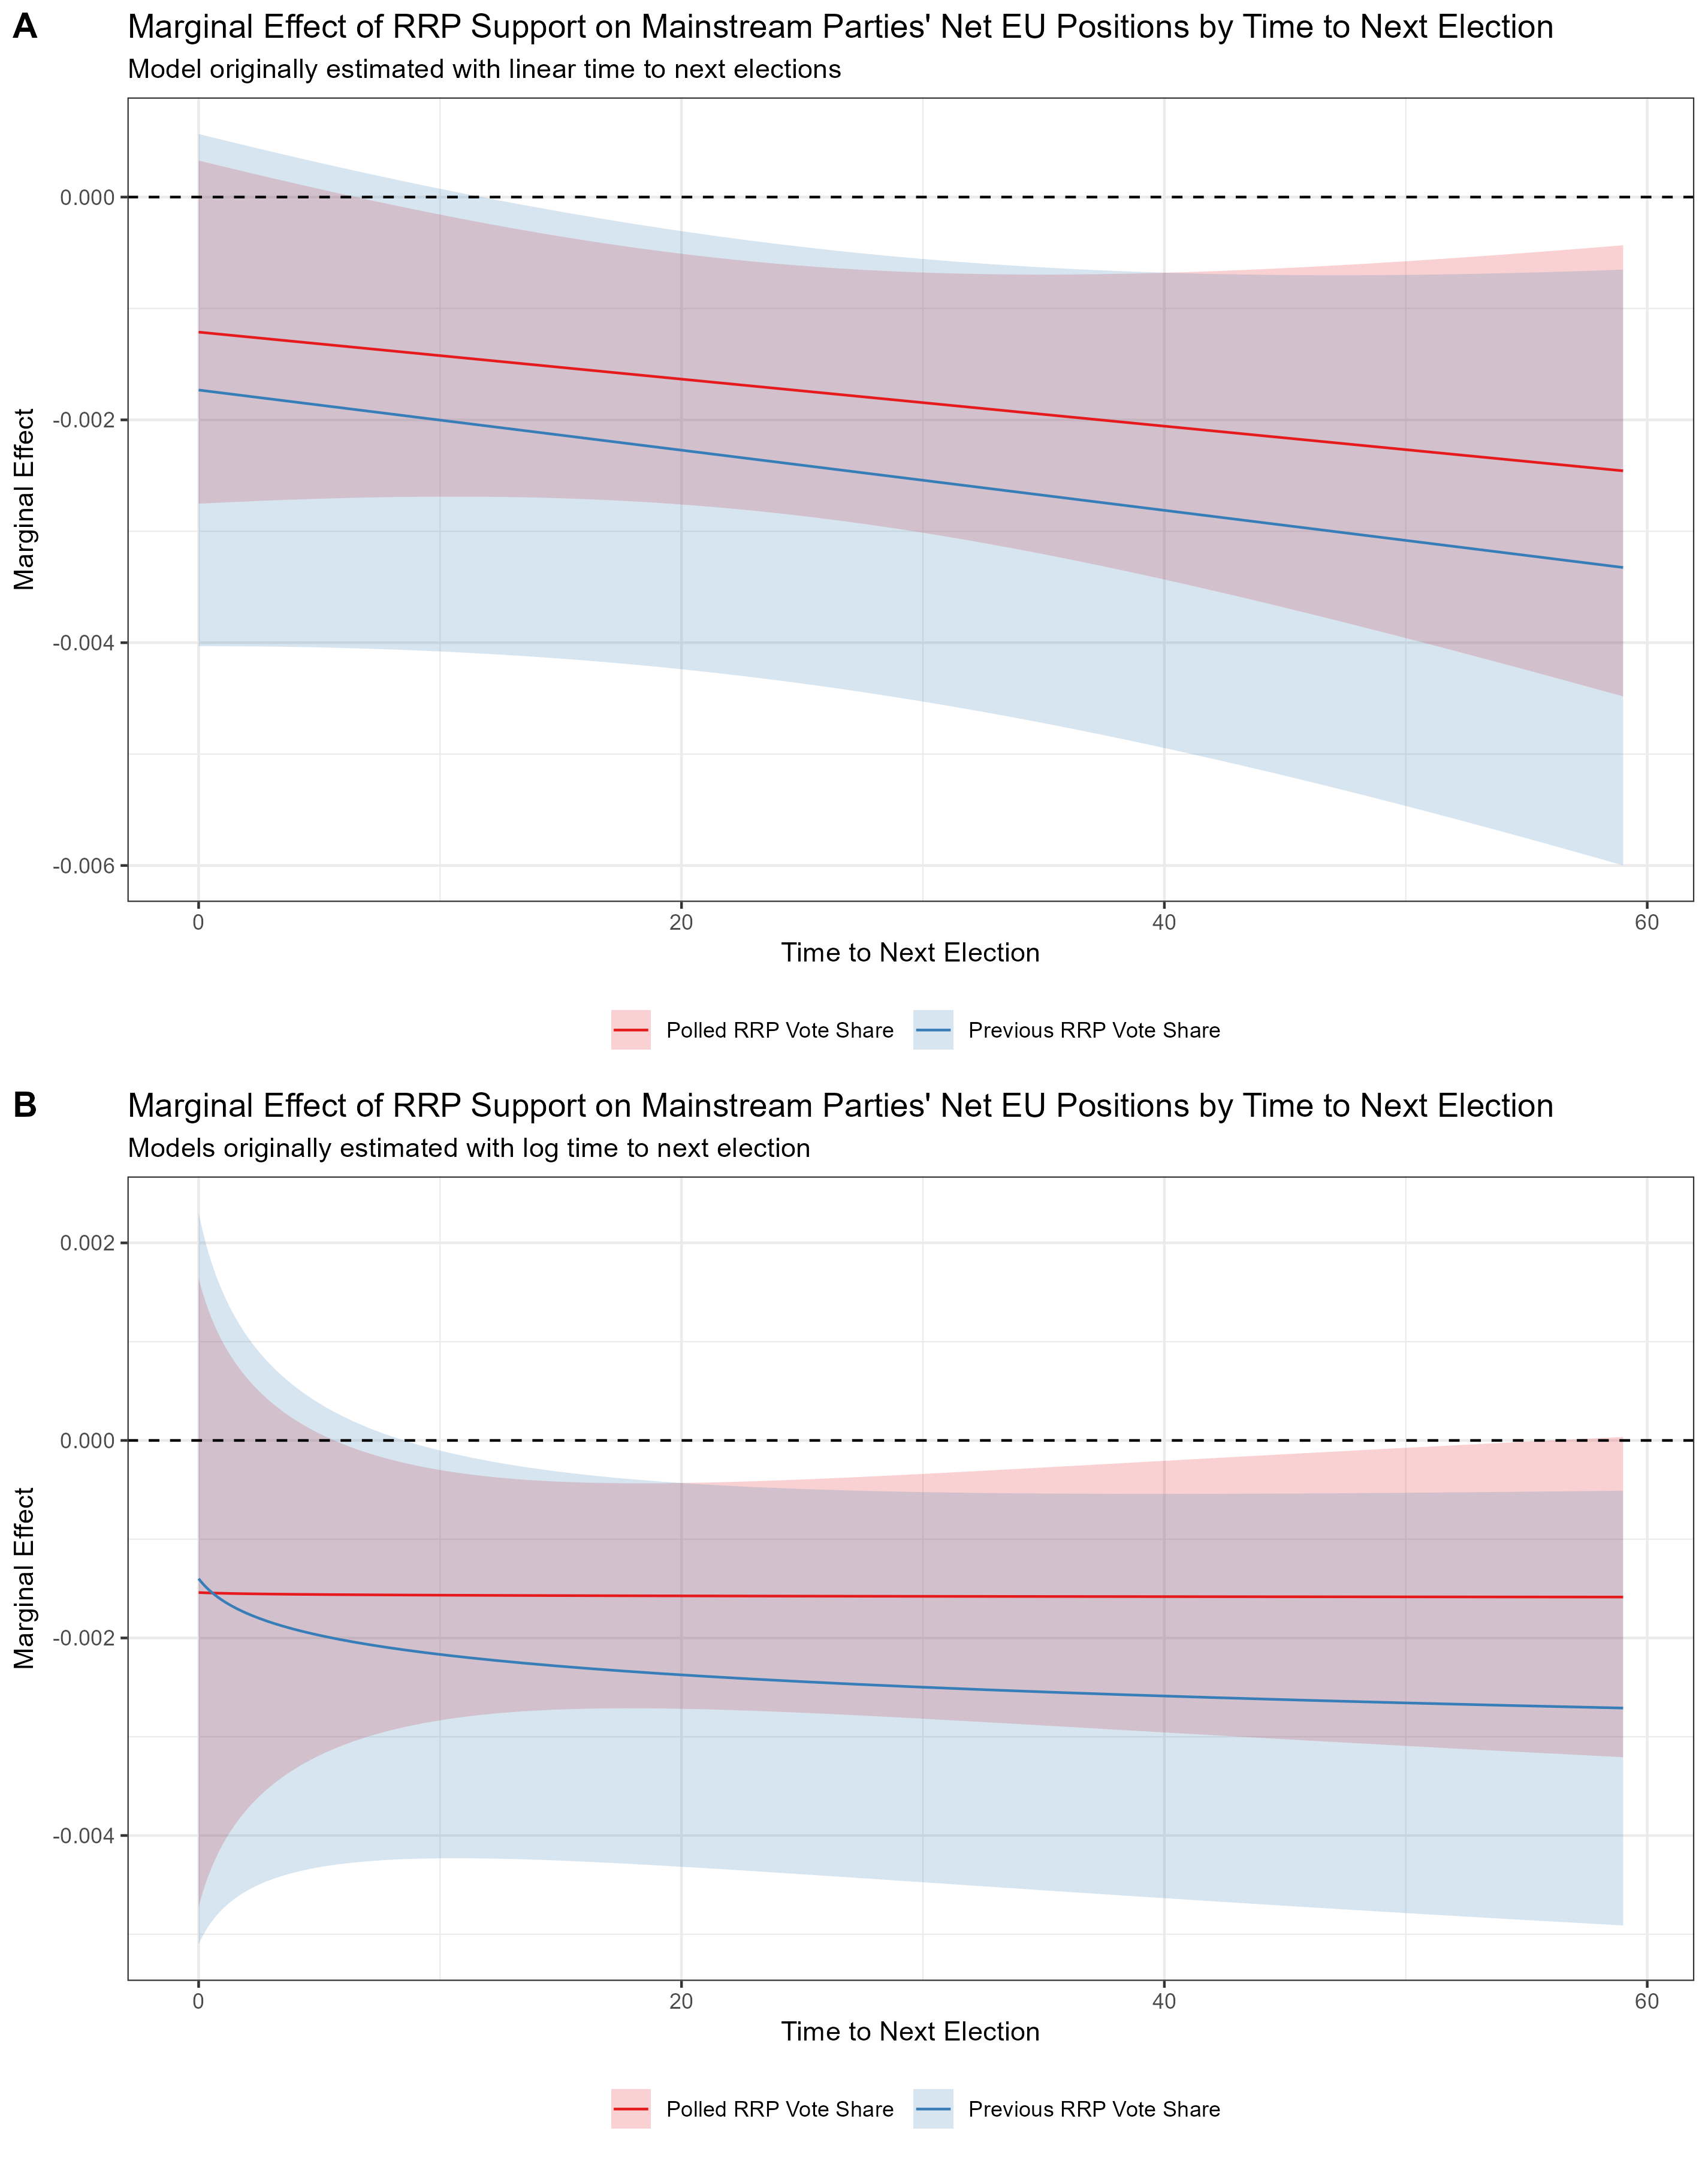 A
Marginal Effect of RRP Support on Mainstream Parties' Net EU Positions by Time to Next Election
Model originally estimated with linear time to next elections
0.000
-0.002
-0.004
-0.006
Marginal Effect
0 20 40 60
Time to Next Election
Polled RRP Vote Share Previous RRP Vote Share
B
Marginal Effect of RRP Support on Mainstream Parties' Net EU Positions by Time to Next Election
Models originally estimated with log time to next election
0.002
0.000
-0.002
-0.004
Marginal Effect
0 20 40 60
Time to Next Election
Polled RRP Vote Share Previous RRP Vote Share